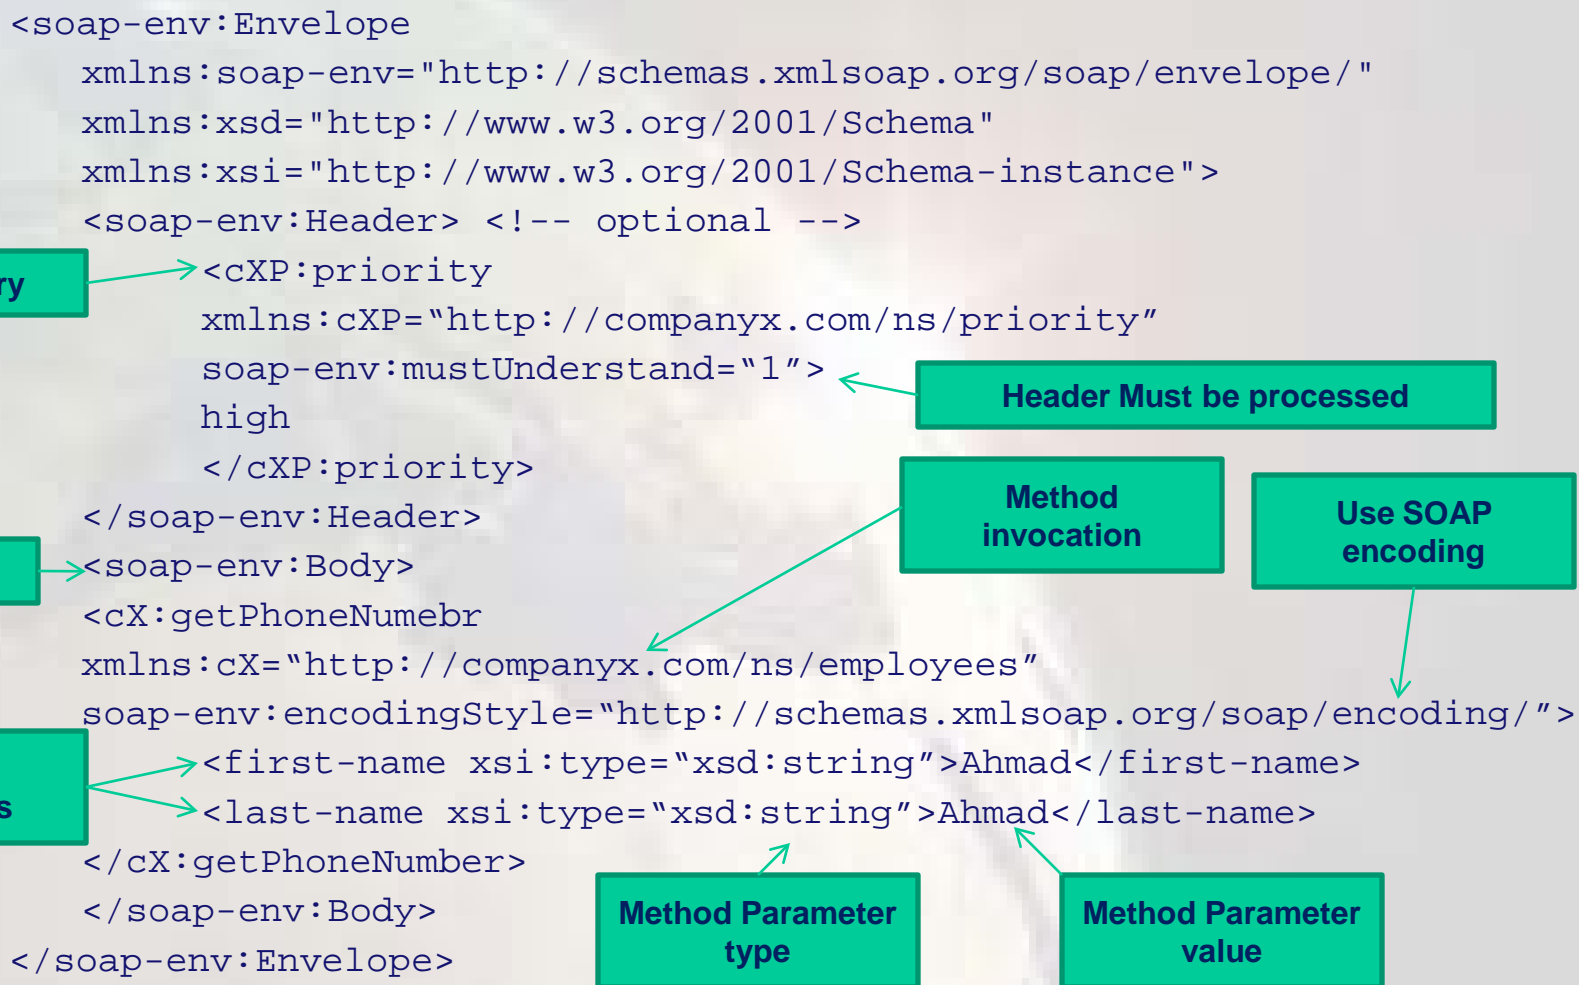 <soap-env:Envelope
xmlns:soap-env="http://schemas.xmlsoap.org/soap/envelope/"
xmlns:xsd="http://www.w3.org/2001/Schema"
xmlns:xsi="http://www.w3.org/2001/Schema-instance">
<soap-env:Header> <!-- optional -->
<cXP:priority
xmlns:cXP=“http://companyx.com/ns/priority”
soap-env:mustUnderstand=“1”>
Header Must be processed
high
</cXP:priority>
</soap-env:Header>
Method
invocation
Use SOAP
encoding
<soap-env:Body>
<cX:getPhoneNumebr
xmlns:cX=“http://companyx.com/ns/employees”
soap-env:encodingStyle=“http://schemas.xmlsoap.org/soap/encoding/”>
<first-name xsi:type=“xsd:string”>Ahmad</first-name>
<last-name xsi:type=“xsd:string”>Ahmad</last-name>
</cX:getPhoneNumber>
</soap-env:Body>
</soap-env:Envelope>
Method Parameter
type
Method Parameter
value